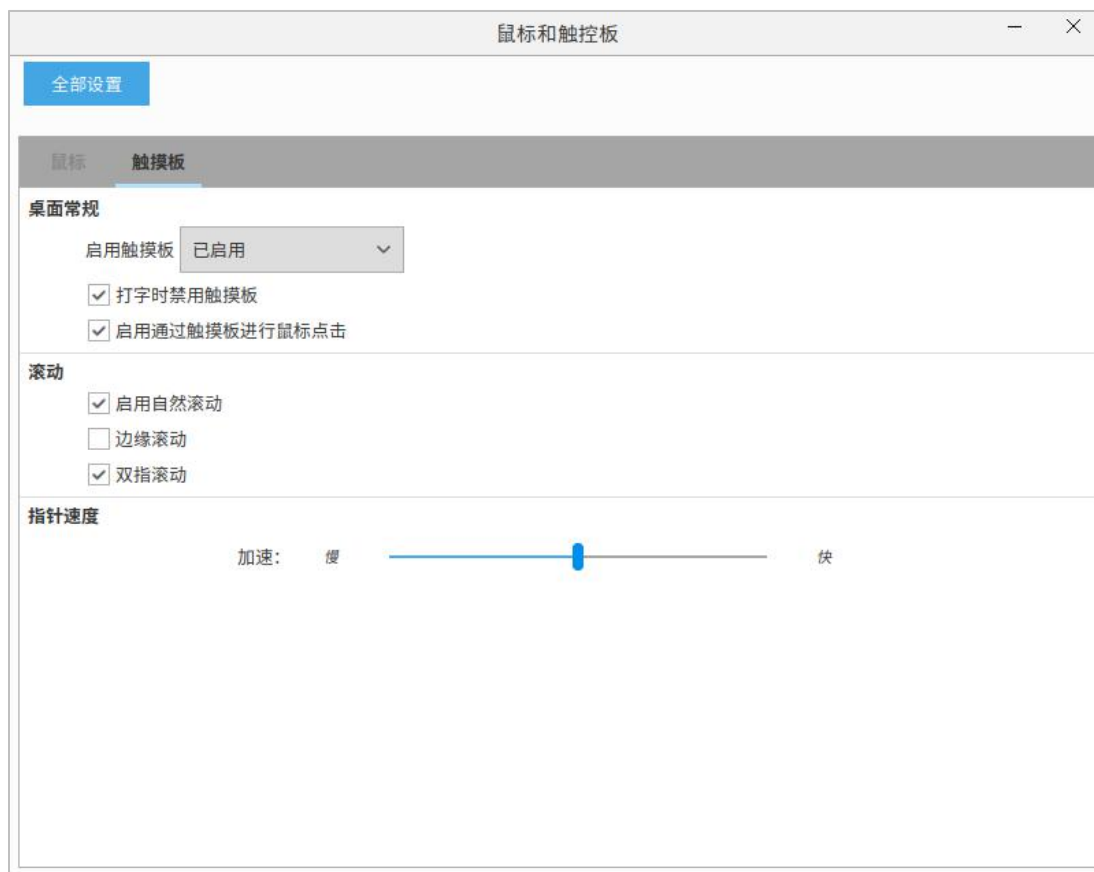 鼠标和触控板
全部设置
鼠标 触摸板
桌面常规
启用触摸板 已启用
打字时禁用触摸板
启用通过触摸板进行鼠标点击
滚动
启用自然滚动
边缘滚动
双指滚动
指针速度
加速： 慢 快